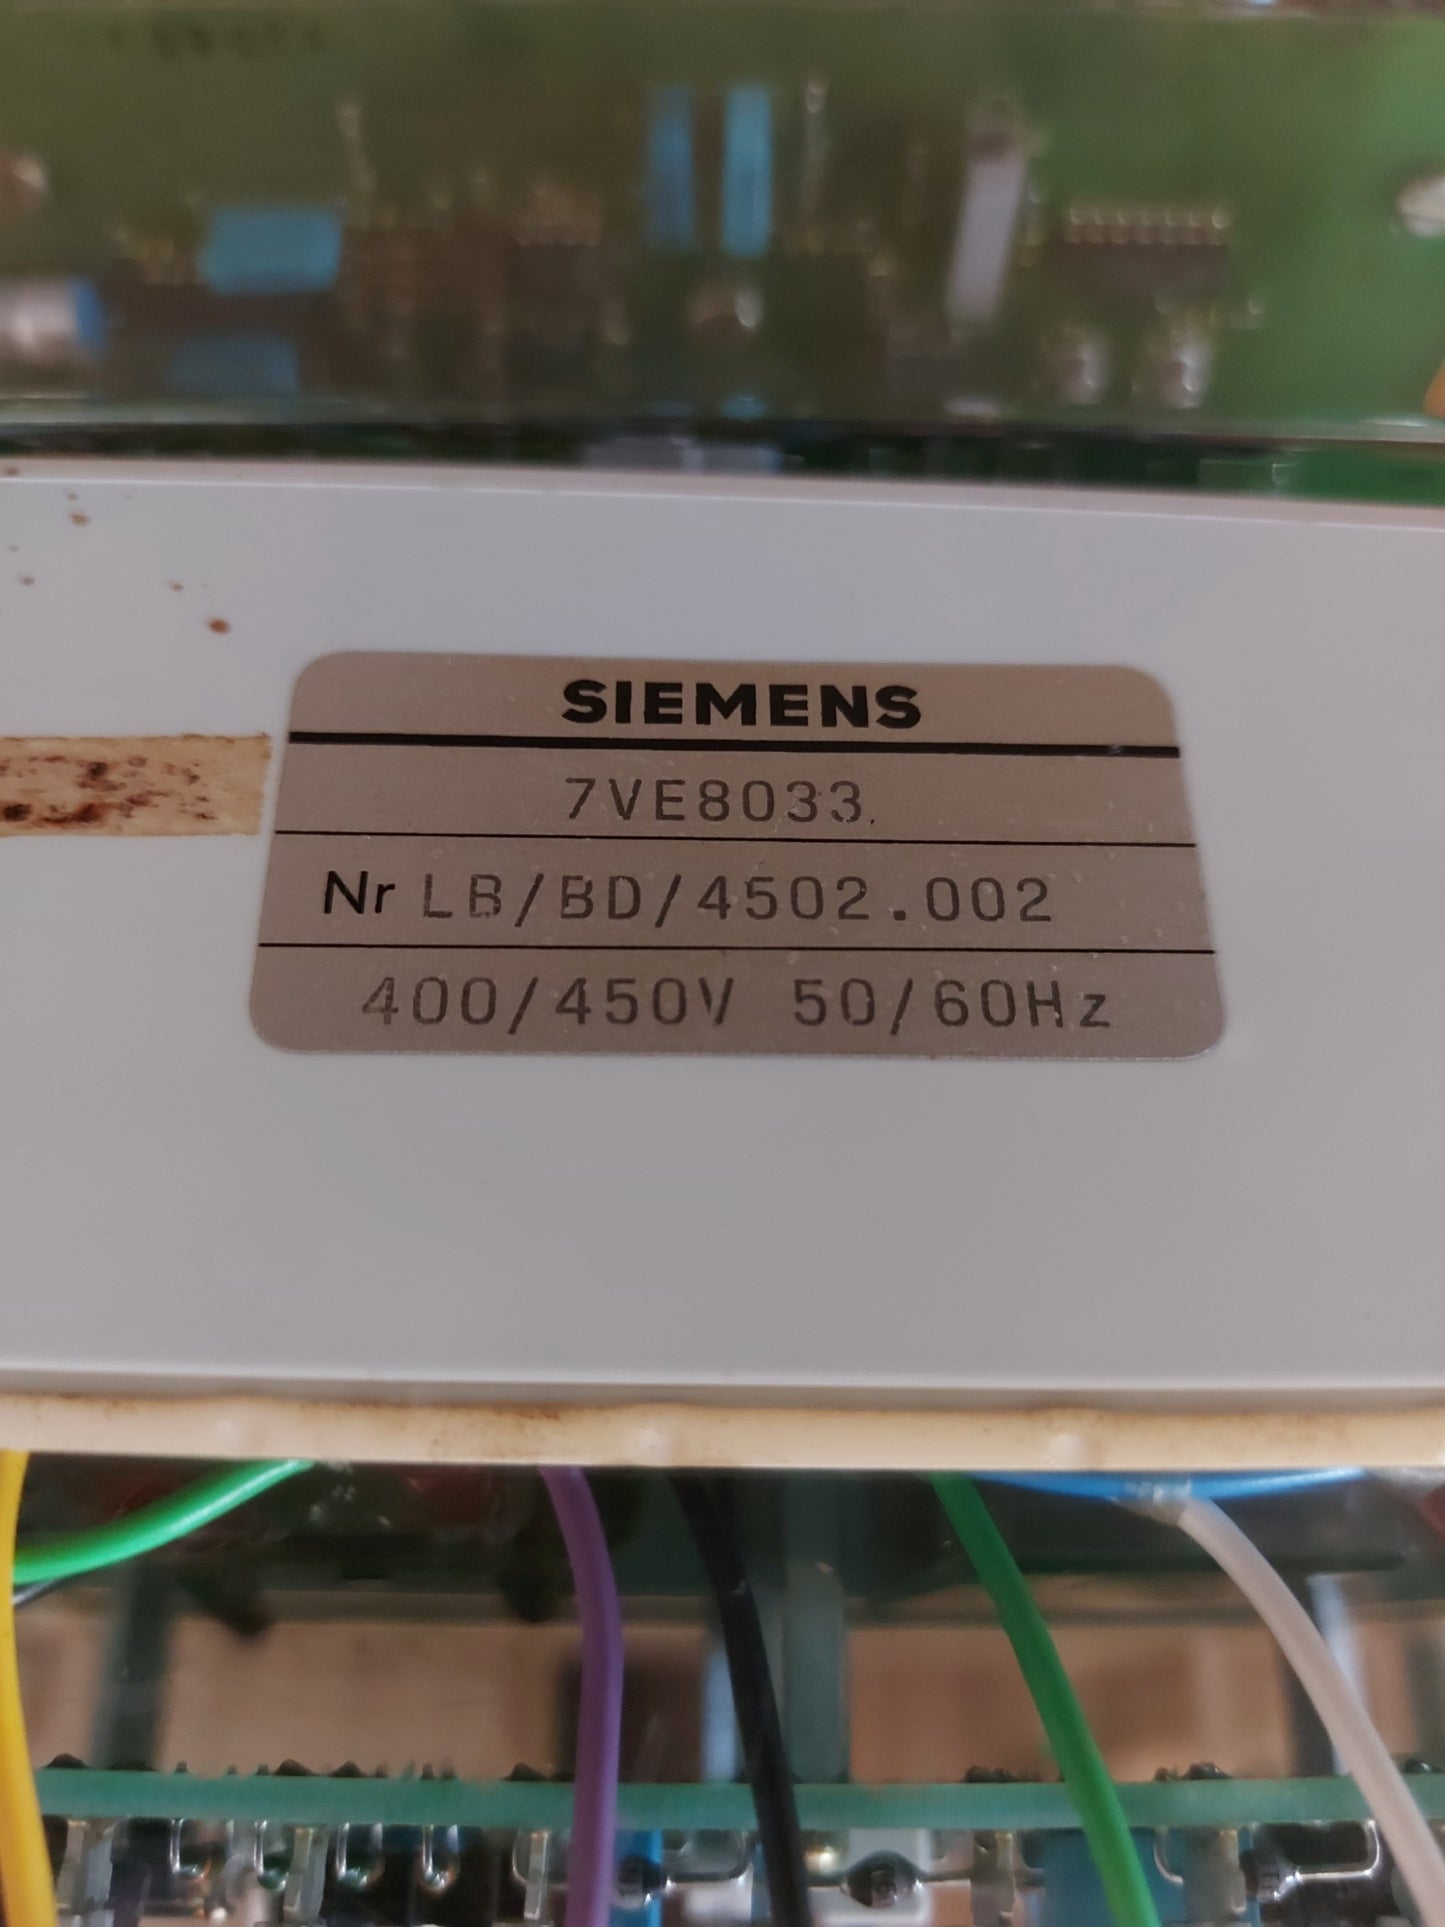 SIEMENS
7VE8033.
Nr LB/BD/4502.002
400/450V 50/60Hz